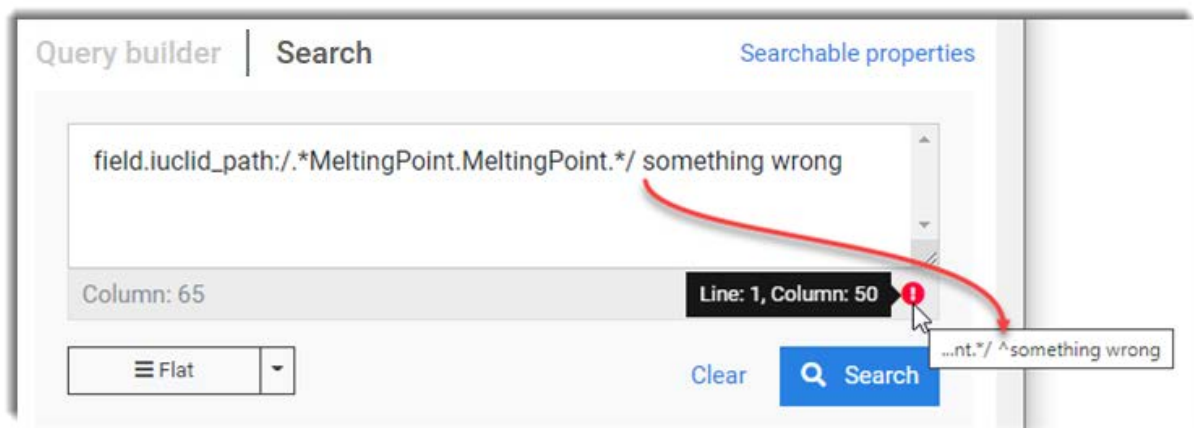 Query builder Search Searchable properties
field.iuclid_path:/.*MeltingPoint.MeltingPoint.*/ something wrong
Column: 65 Line: 1, Column: 50
...nt.*/ ^something wrong
Flat Clear Search